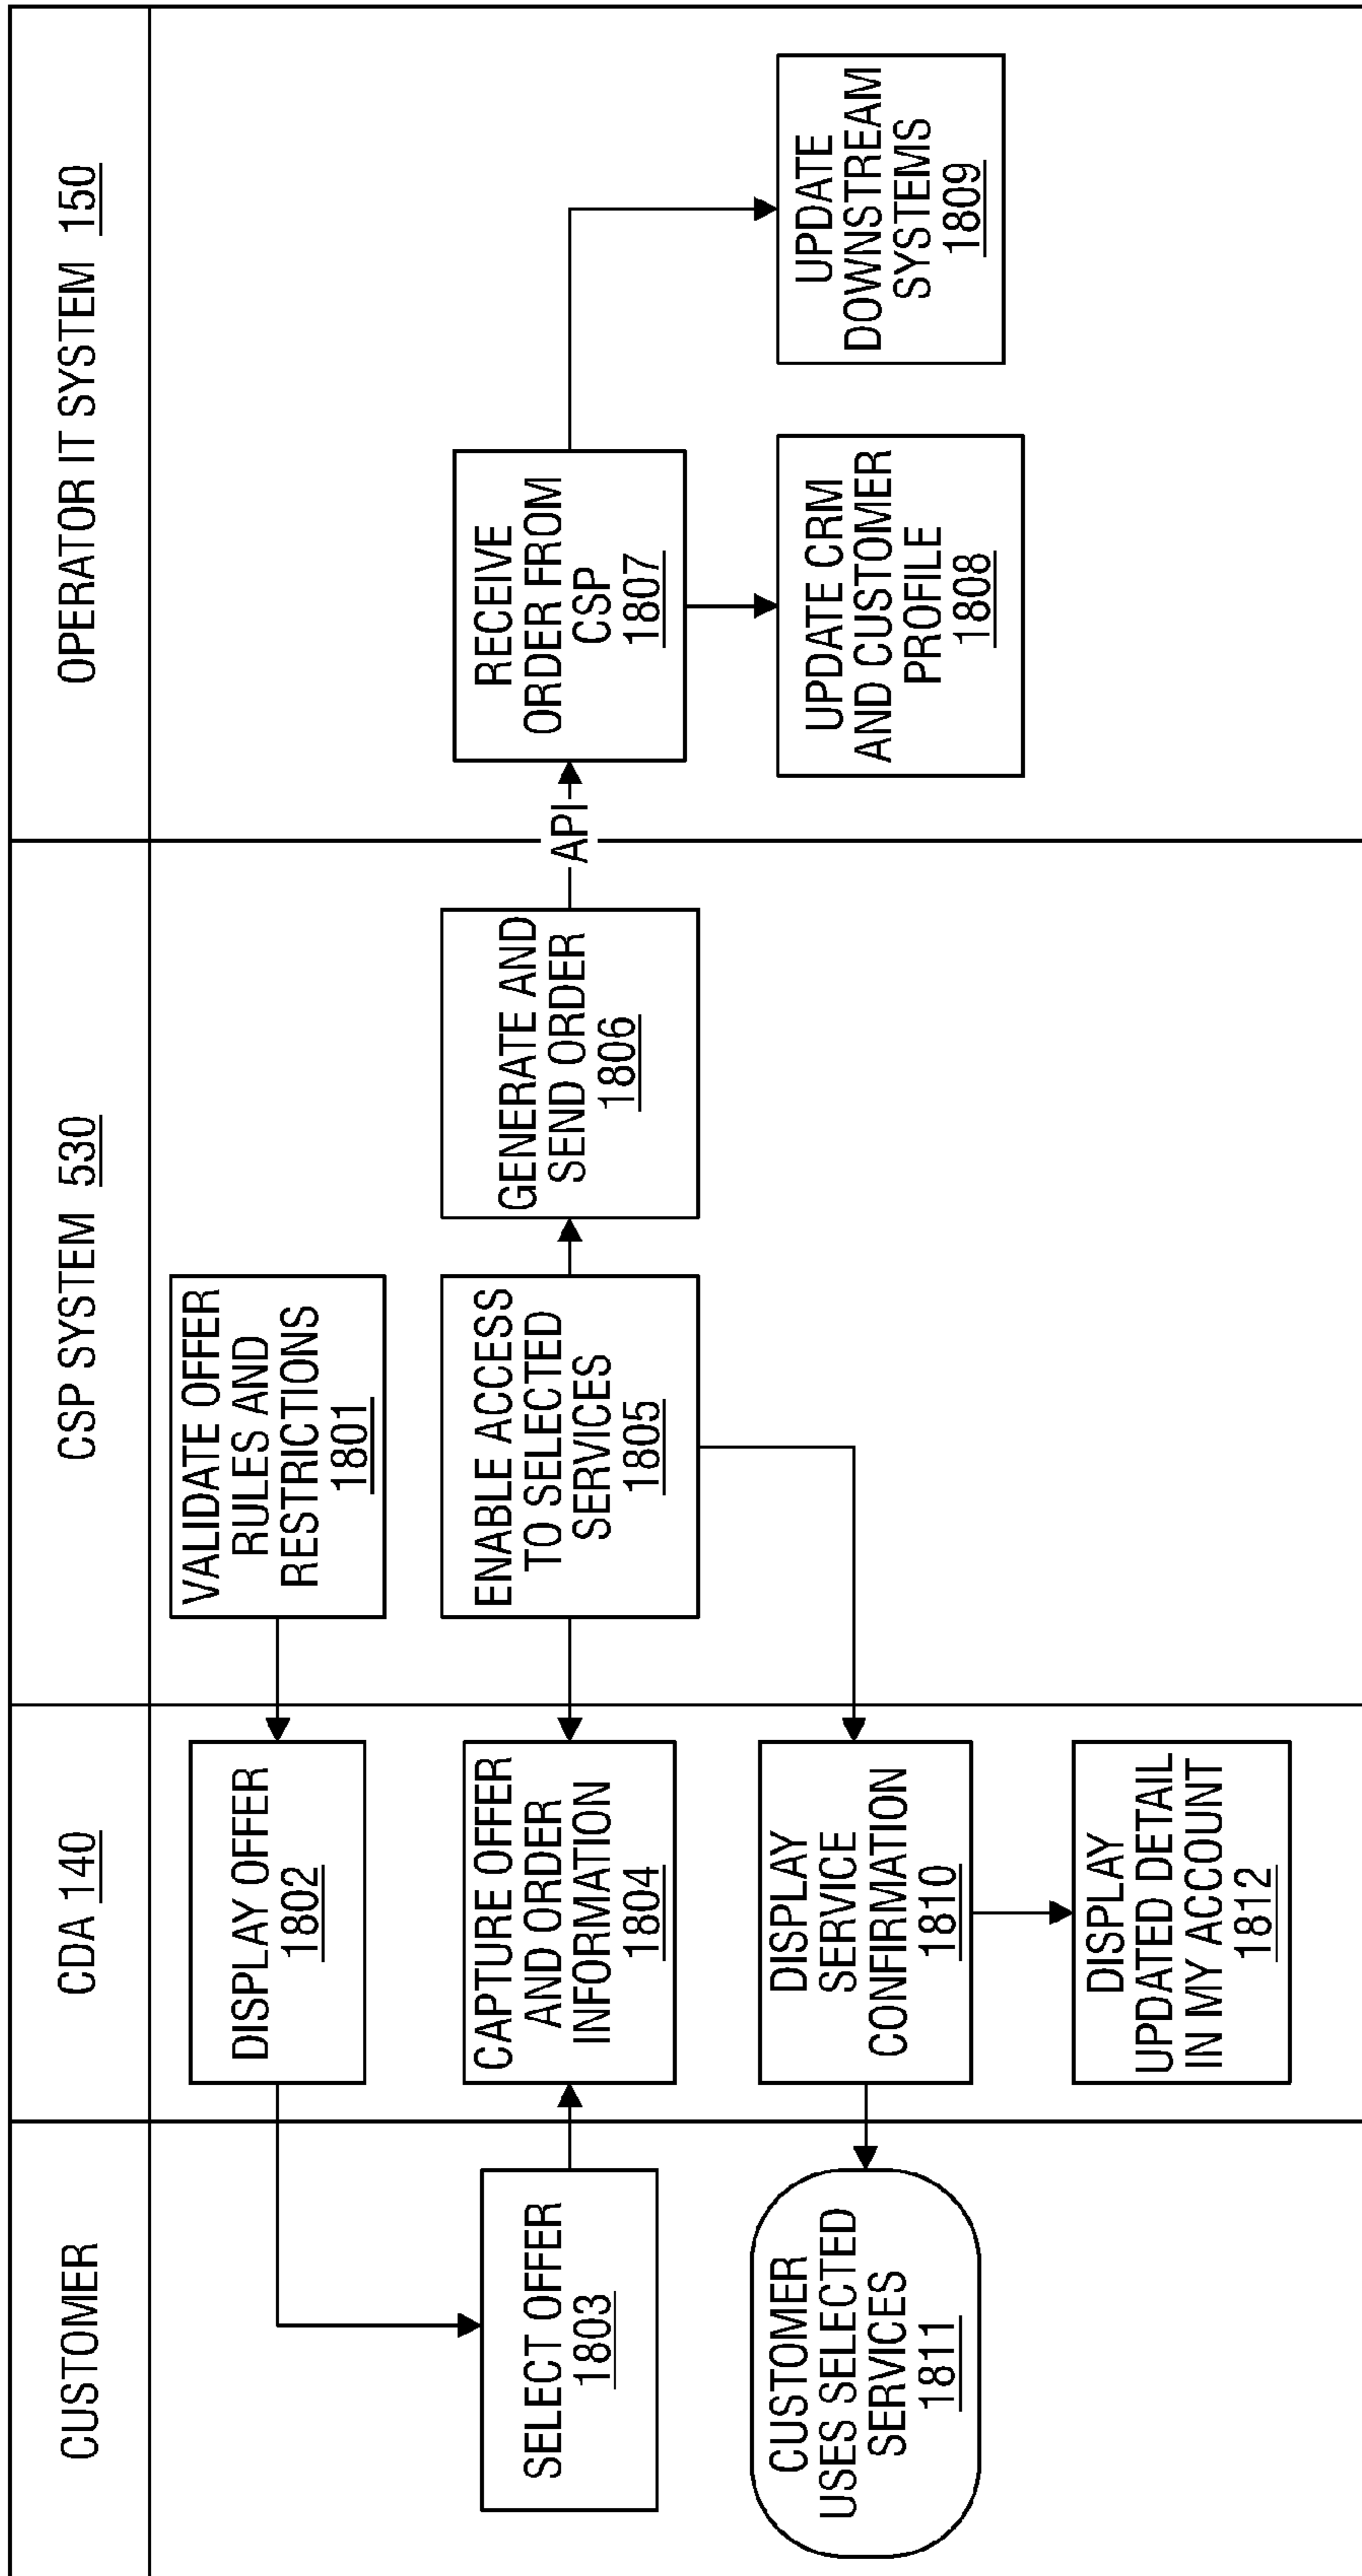 CUSTOMER
CDA 140
CSP SYSTEM 530
OPERATOR IT SYSTEM 150
VALIDATE OFFER
RULES AND
RESTRICTIONS
1801
DISPLAY OFFER
1802
SELECT OFFER
1803
CAPTURE OFFER
AND ORDER
INFORMATION
1804
ENABLE ACCESS
TO SELECTED
SERVICES
1805
GENERATE AND
SEND ORDER
1806
API
RECEIVE
ORDER FROM
CSP
1807
UPDATE CRM
AND CUSTOMER
PROFILE
1808
UPDATE
DOWNSTREAM
SYSTEMS
1809
DISPLAY
SERVICE
CONFIRMATION
1810
CUSTOMER
USES SELECTED
SERVICES
1811
DISPLAY
UPDATED DETAIL
IN MY ACCOUNT
1812